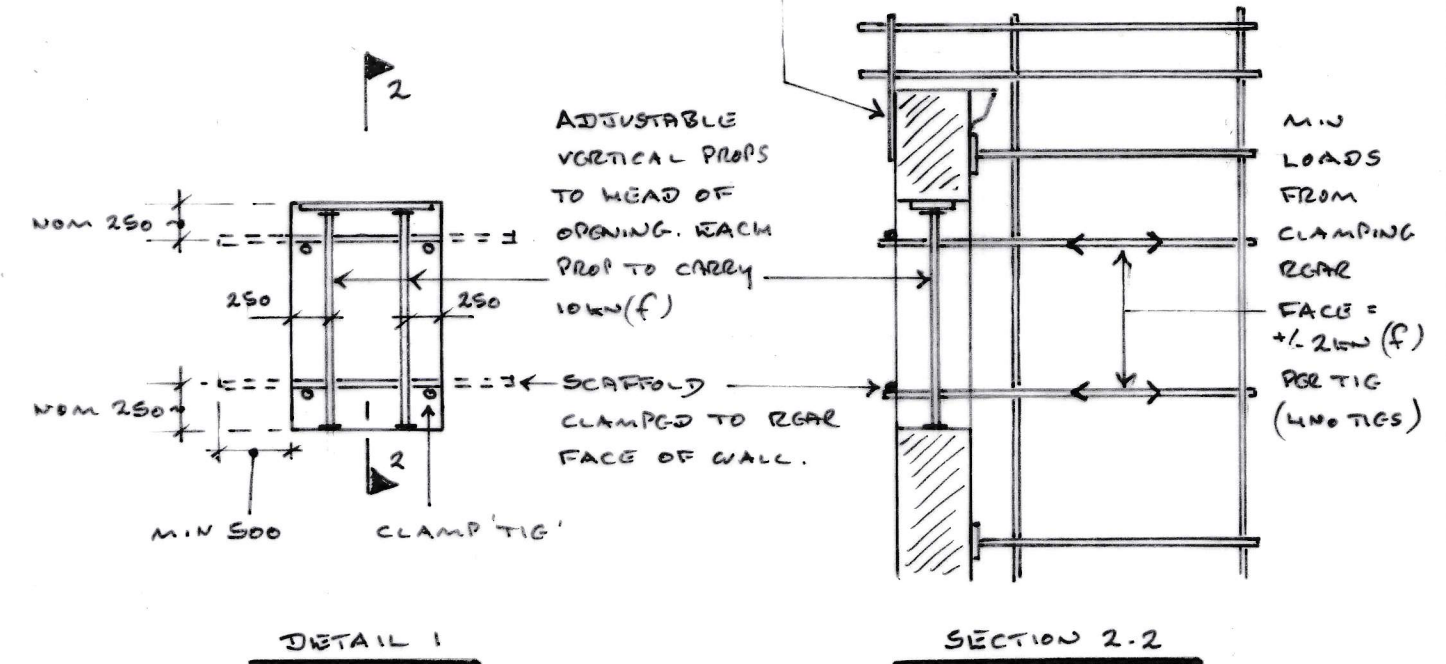 2
ADJUSTABLE
VERTICAL PROPS
TO HEAD OF
OPENING. EACH
PROP TO CARRY
10KN(f)
NOM 250
250
250
NOM 250
SCAFFOLD
CLAMPED TO REAR
FACE OF WALL.
2
MIN 500
CLAMP 'TIE'
DETAIL 1
MIN
LOADS
FROM
CLAMPING
REAR
FACE =
+/- 2KN (f)
PER TIE
(4NO TIES)
SECTION 2-2